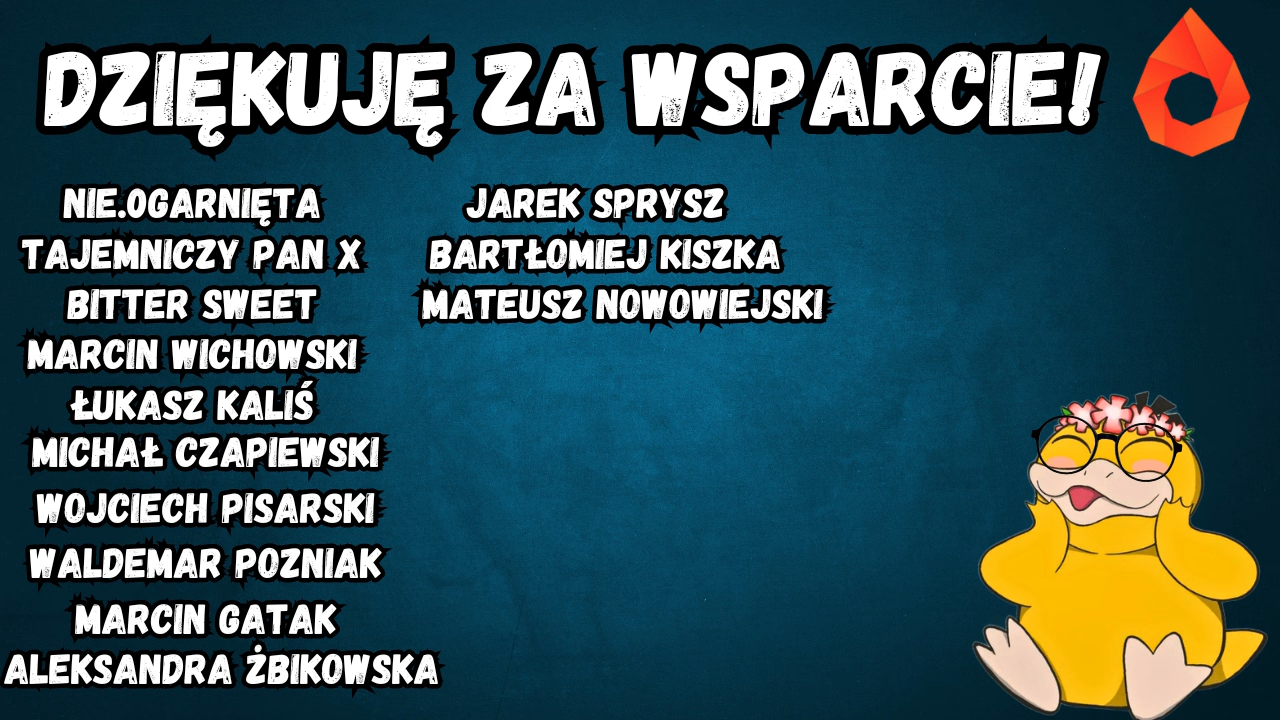 DZIĘKUJĘ ZA WSPARCIE!
NIE.OGARNIĘTA
TAJEMNICZY PAN X
BITTER SWEET
MARCIN WICHOWSKI
ŁUKASZ KALIŚ
MICHAŁ CZAPIEWSKI
WOJCIECH PISARSKI
WALDEMAR POZNIAK
MARCIN GATAK
ALEKSANDRA ŻBIKOWSKA
JAREK SPRYSZ
BARTŁOMIEJ KISZKA
MATEUSZ NOWOWIEJSKI